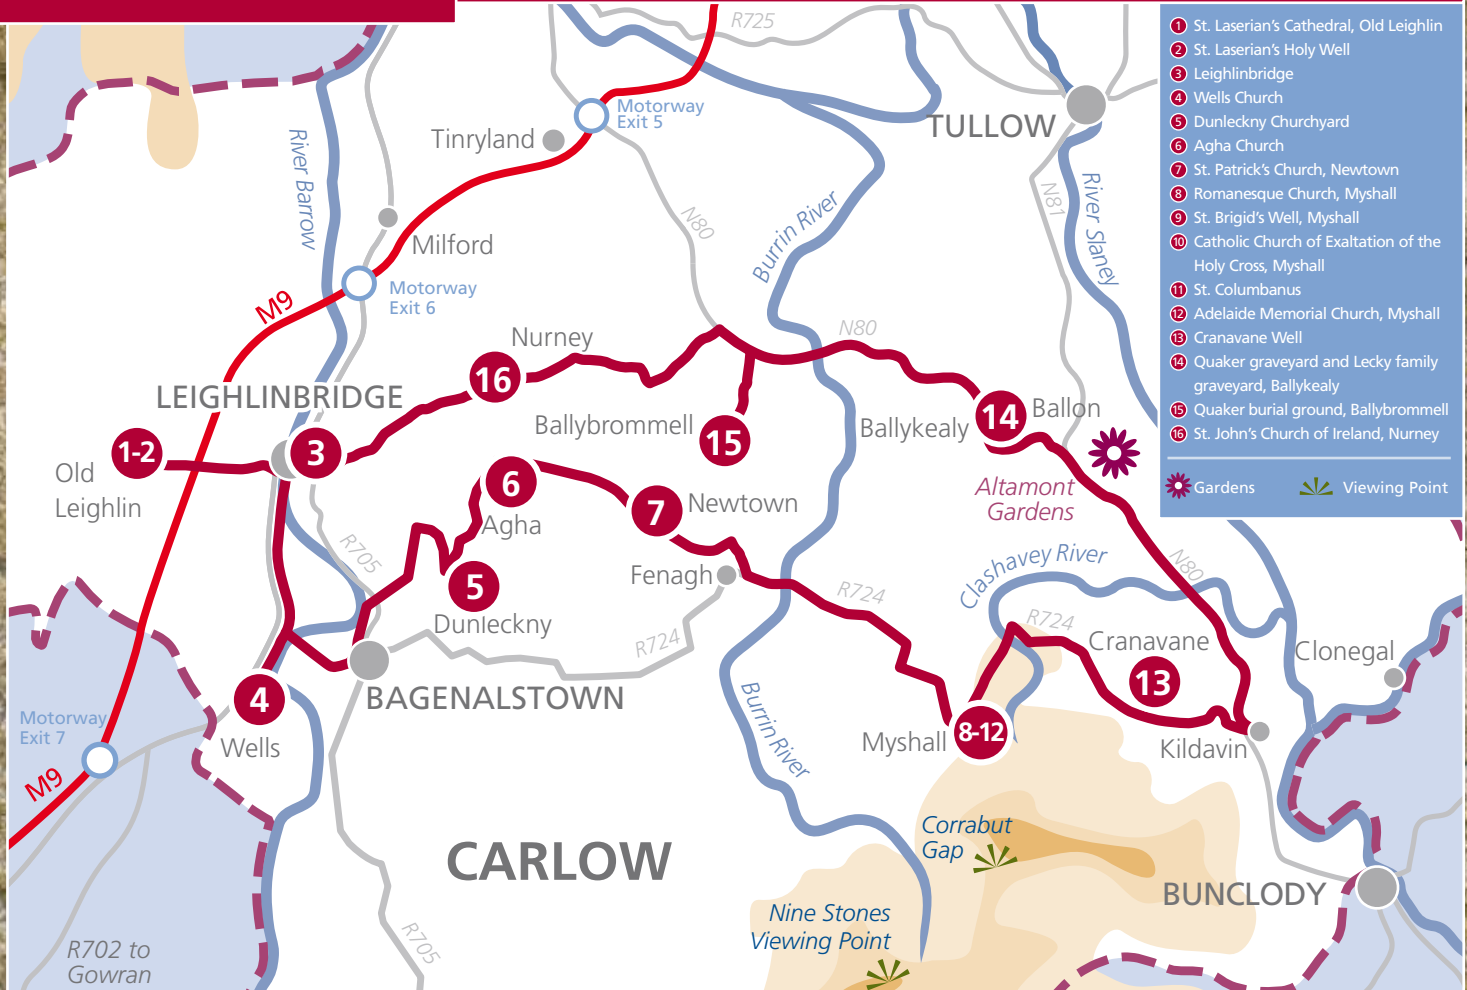 R725
Motorway
Exit 5
TULLOW
Tinryland
River Barrow
N80
Burrin River
N81
River Slaney
Milford
Motorway
Exit 6
M9
Nurney
N80
16
LEIGHLINBRIDGE
1-2
3
Old
Leighlin
Ballybrommell
15
Ballykealy
14
Ballon
Altamont
Gardens
6
Agha
7
Newtown
R705
5
Dunleckny
Fenagh
R724
R724
Clashavey River
R724
N80
Cranavane
13
Clonegal
4
Wells
BAGENALSTOWN
Burrin River
Myshall
8-12
Kildavin
Motorway
Exit 7
M9
CARLOW
Corrabut
Gap
BUNCLODY
Nine Stones
Viewing Point
R702 to
Gowran
R705
1 St. Laserian's Cathedral, Old Leighlin
2 St. Laserian's Holy Well
3 Leighlinbridge
4 Wells Church
5 Dunleckny Churchyard
6 Agha Church
7 St. Patrick's Church, Newtown
8 Romanesque Church, Myshall
9 St. Brigid's Well, Myshall
10 Catholic Church of Exaltation of the
Holy Cross, Myshall
11 St. Columbanus
12 Adelaide Memorial Church, Myshall
13 Cranavane Well
14 Quaker graveyard and Lecky family
graveyard, Ballykealy
15 Quaker burial ground, Ballybrommell
16 St. John's Church of Ireland, Nurney
Gardens
Viewing Point